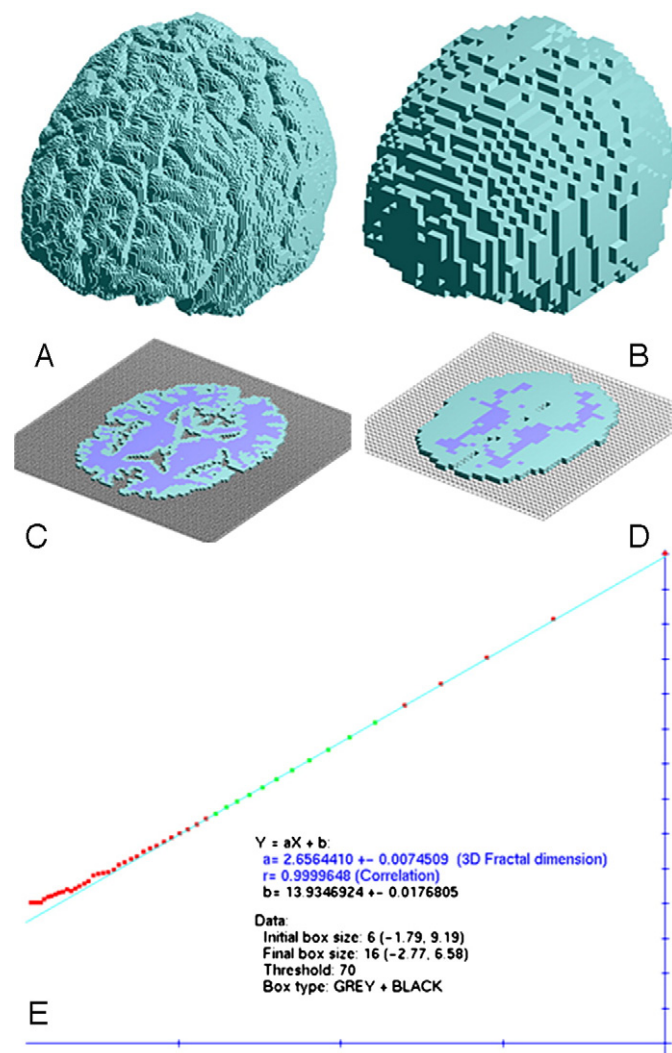 A
B
C
D
Y = aX + b:
a= 2.6564410 +- 0.0074509 (3D Fractal dimension)
r= 0.9999648 (Correlation)
b= 13.9346924 +- 0.0176805
Data:
Initial box size: 6 (-1.79, 9.19)
Final box size: 16 (-2.77, 6.58)
Threshold: 70
Box type: GREY + BLACK
E